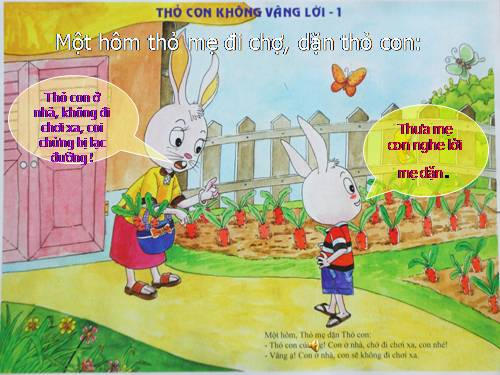 THỎ CON KHÔNG VÂNG LỜI - 1
Một hôm thỏ mẹ đi chợ, dặn thỏ con:
Thỏ con ở
nhà, không đi
chơi xa, coi
chừng bị lạc
đường !
Thưa mẹ
con nghe lời
mẹ dặn .
Một hôm, Thỏ mẹ dặn Thỏ con:
- Thỏ con của ! Con ở nhà, chớ đi chơi xa, con nhé!
- Vâng ạ! Con ở nhà, con sẽ không đi chơi xa.